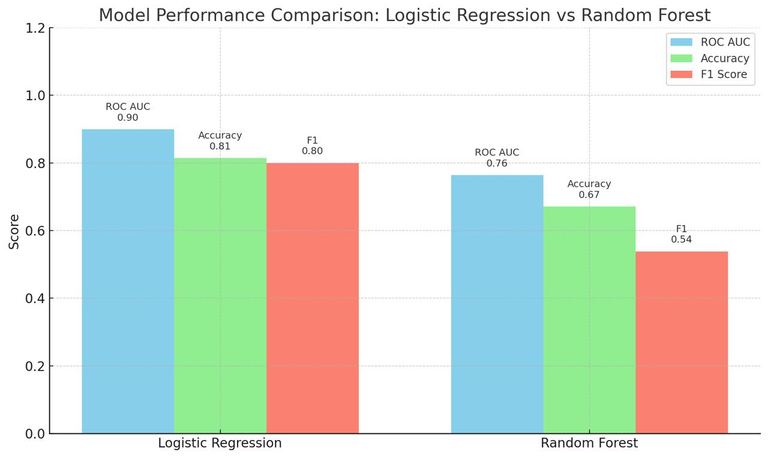 Model Performance Comparison: Logistic Regression vs Random Forest
1.2
1.0
0.8
0.6
0.4
0.2
0.0
Score
ROC AUC
Accuracy
F1 Score
ROC AUC
0.90
Accuracy
0.81
F1
0.80
ROC AUC
0.76
Accuracy
0.67
F1
0.54
Logistic Regression
Random Forest